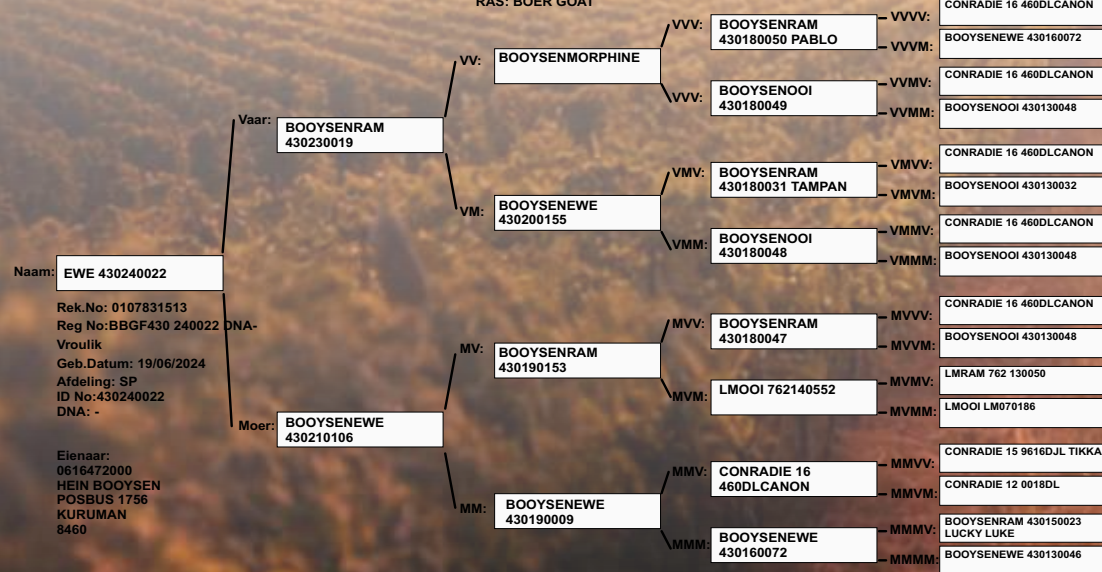 RAS: BOER GOAT
Naam:
EWE 430240022
Rek.No: 0107831513
Reg No:BBGF430 240022 DNA-
Vroulik
Geb.Datum: 19/06/2024
Afdeling: SP
ID No:430240022
DNA: -
Eienaar:
0616472000
HEIN BOOYSEN
POSBUS 1756
KURUMAN
8460
Vaar:
BOOYSENRAM
430230019
Moer:
BOOYSENEWE
430210106
VV:
BOOYSENMORPHINE
VM:
BOOYSENEWE
430200155
MV:
BOOYSENRAM
430190153
MM:
BOOYSENEWE
430190009
VVV:
BOOYSENRAM
430180050 PABLO
VVV:
BOOYSENOOI
430180049
VMV:
BOOYSENRAM
430180031 TAMPAN
VMM:
BOOYSENOOI
430180048
MVV:
BOOYSENRAM
430180047
MVM:
LMOOI 762140552
MMV:
CONRADIE 16
460DLCANON
MMM:
BOOYSENEWE
430160072
VVVV:
CONRADIE 16 460DLCANON
VVVM:
BOOYSENEWE 430160072
VVMV:
CONRADIE 16 460DLCANON
VVMM:
BOOYSENOOI 430130048
VMVV:
CONRADIE 16 460DLCANON
VMVM:
BOOYSENOOI 430130032
VMMV:
CONRADIE 16 460DLCANON
VMMM:
BOOYSENOOI 430130048
MVVV:
CONRADIE 16 460DLCANON
MVVM:
BOOYSENOOI 430130048
MVMV:
LMRAM 762 130050
MVMM:
LMOOI LM070186
MMVV:
CONRADIE 15 9616DJL TIKKA
MMVM:
CONRADIE 12 0018DL
MMMV:
BOOYSENRAM 430150023
LUCKY LUKE
MMMM:
BOOYSENEWE 430130046